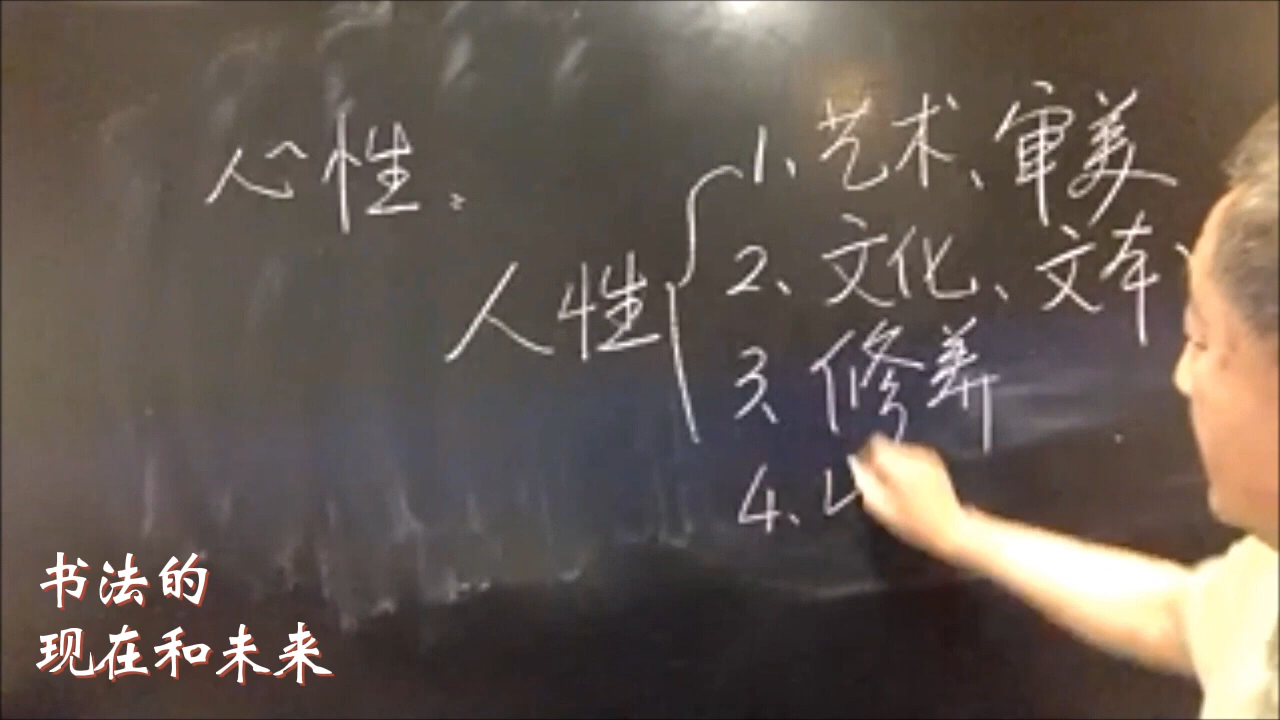 心性、
人性
1、艺术、审美
2、文化、文本、
3、修养
4、
书法的
现在和未来